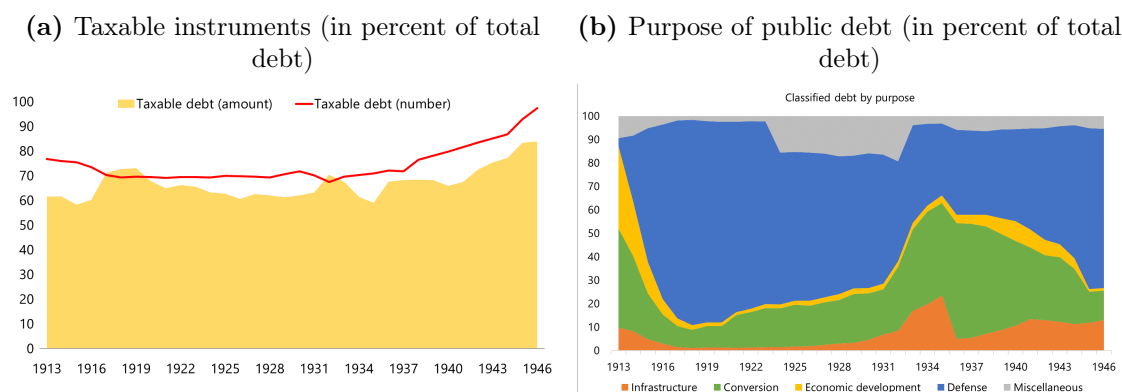 (a) Taxable instruments (in percent of total
debt)
100
90
80
70
60
50
40
30
20
10
0
Taxable debt (amount)
Taxable debt (number)
1913 1916 1919 1922 1925 1928 1931 1934 1937 1940 1943 1946
(b) Purpose of public debt (in percent of total
debt)
Classified debt by purpose
100
90
80
70
60
50
40
30
20
10
0
1913 1916 1919 1922 1925 1928 1931 1934 1937 1940 1943 1946
Infrastructure Conversion Economic development Defense Miscellaneous